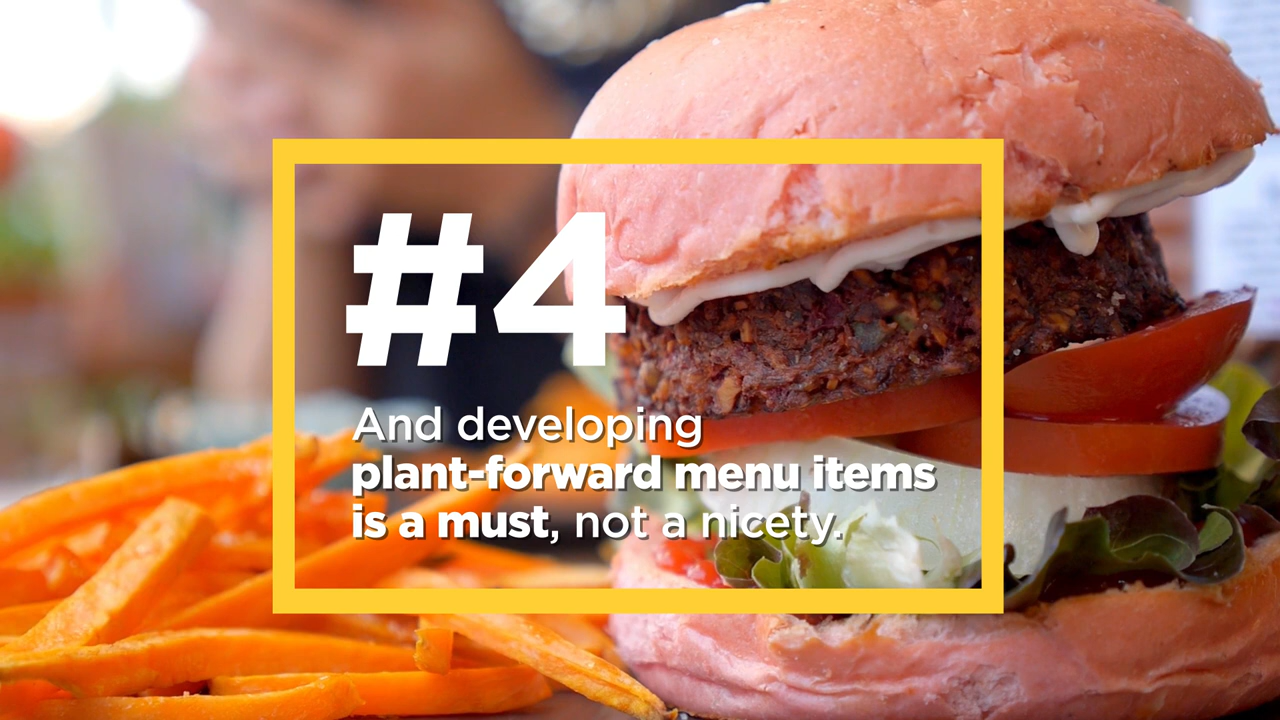 #4
And developing
plant-forward menu items
is a must, not a nicety.